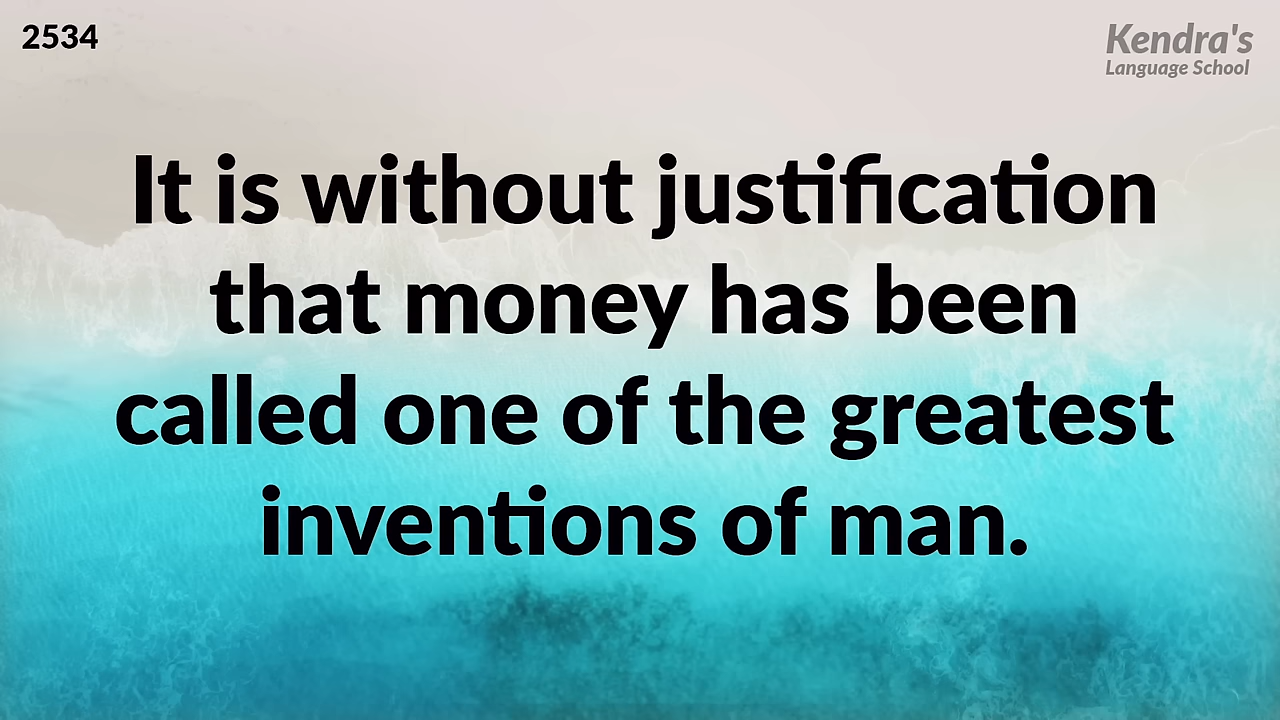 2534
Kendra's
Language School
It is without justification
that money has been
called one of the greatest
inventions of man.